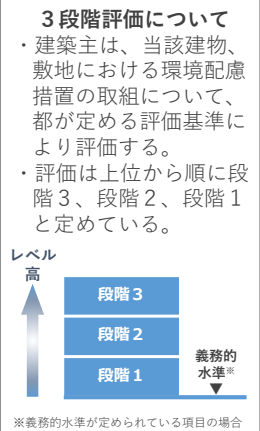 ３段階評価について
・建築主は、当該建物、
敷地における環境配慮
措置の取組について、
都が定める評価基準に
より評価する。
・評価は上位から順に段
階３、段階２、段階１
と定めている。
レベル
高
段階３
段階２
段階１
義務的
水準※
▼
※義務的水準が定められている項目の場合